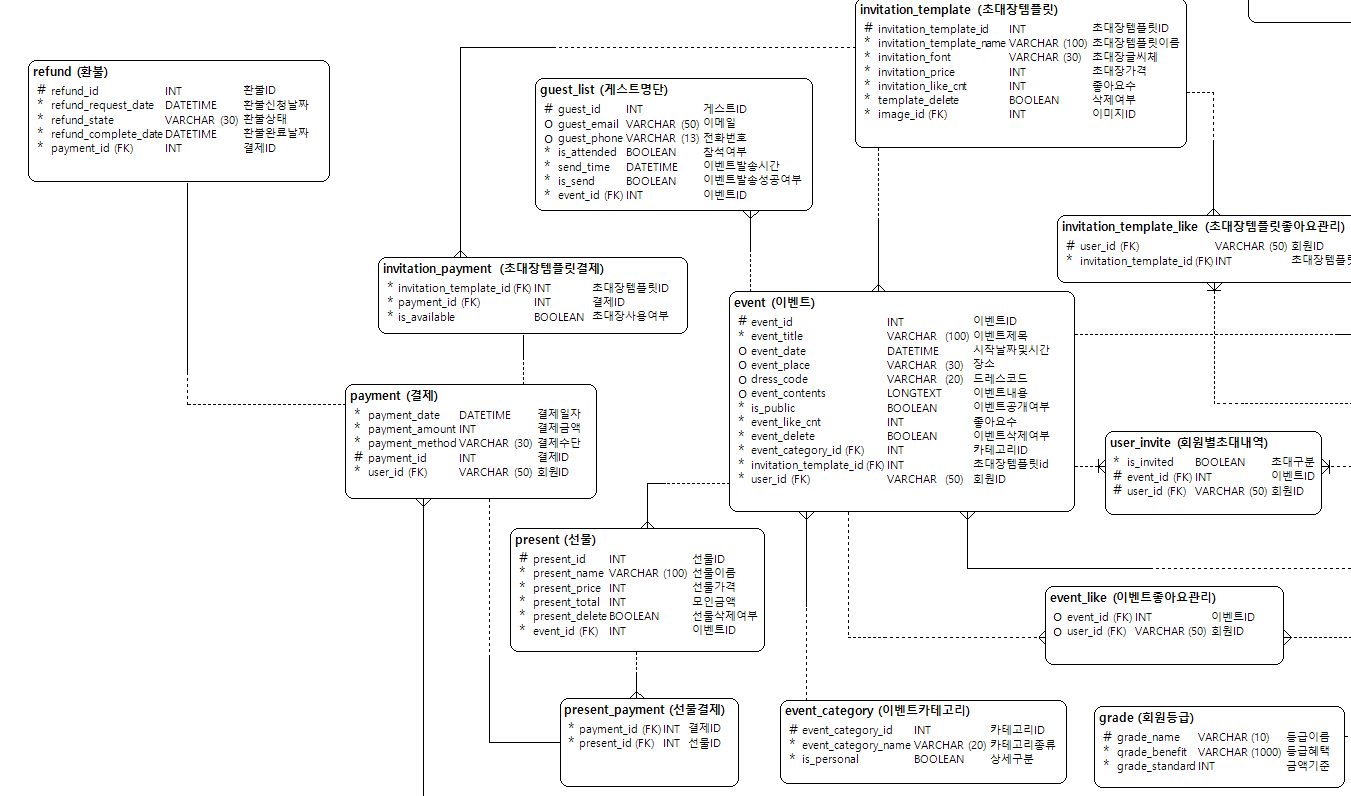 invitation_template (초대장템플릿)
# invitation_template_id INT 초대장템플릿ID
* invitation_template_name VARCHAR (100) 초대장템플릿이름
* invitation_font VARCHAR (30) 초대장글씨체
* invitation_price INT 초대장가격
* invitation_like_cnt INT 좋아요수
* template_delete BOOLEAN 삭제여부
* image_id (FK) INT 이미지ID
refund (환불)
# refund_id INT 환불ID
* refund_request_date DATETIME 환불신청날짜
* refund_state VARCHAR (30) 환불상태
* refund_complete_date DATETIME 환불완료날짜
* payment_id (FK) INT 결제ID
guest_list (게스트명단)
# guest_id INT 게스트ID
O guest_email VARCHAR (50) 이메일
O guest_phone VARCHAR (13) 전화번호
* is_attended BOOLEAN 참석여부
* send_time DATETIME 이벤트발송시간
* is_send BOOLEAN 이벤트발송성공여부
* event_id (FK) INT 이벤트ID
invitation_template_like (초대장템플릿좋아요관리)
# user_id (FK) VARCHAR (50) 회원ID
* invitation_template_id (FK) INT 초대장템플릿
invitation_payment (초대장템플릿결제)
* invitation_template_id (FK) INT 초대장템플릿ID
* payment_id (FK) INT 결제ID
* is_available BOOLEAN 초대장사용여부
event (이벤트)
# event_id INT 이벤트ID
* event_title VARCHAR (100) 이벤트제목
O event_date DATETIME 시작날짜및시간
O event_place VARCHAR (30) 장소
O dress_code VARCHAR (20) 드레스코드
O event_contents LONGTEXT 이벤트내용
* is_public BOOLEAN 이벤트공개여부
* event_like_cnt INT 좋아요수
* event_delete BOOLEAN 이벤트삭제여부
* event_category_id (FK) INT 카테고리ID
* invitation_template_id (FK) INT 초대장템플릿id
* user_id (FK) VARCHAR (50) 회원ID
payment (결제)
* payment_date DATETIME 결제일자
* payment_amount INT 결제금액
* payment_method VARCHAR (30) 결제수단
# payment_id INT 결제ID
* user_id (FK) VARCHAR (50) 회원ID
user_invite (회원별초대내역)
* is_invited BOOLEAN 초대구분
# event_id (FK) INT 이벤트ID
# user_id (FK) VARCHAR (50) 회원ID
present (선물)
# present_id INT 선물ID
* present_name VARCHAR (100) 선물이름
* present_price INT 선물가격
* present_total INT 모인금액
* present_delete BOOLEAN 선물삭제여부
* event_id (FK) INT 이벤트ID
event_like (이벤트좋아요관리)
O event_id (FK) INT 이벤트ID
O user_id (FK) VARCHAR (50) 회원ID
present_payment (선물결제)
* payment_id (FK) INT 결제ID
* present_id (FK) INT 선물ID
event_category (이벤트카테고리)
# event_category_id INT 카테고리ID
* event_category_name VARCHAR (20) 카테고리종류
* is_personal BOOLEAN 상세구분
grade (회원등급)
# grade_name VARCHAR (10) 등급이름
* grade_benefit VARCHAR (1000) 등급혜택
* grade_standard INT 금액기준